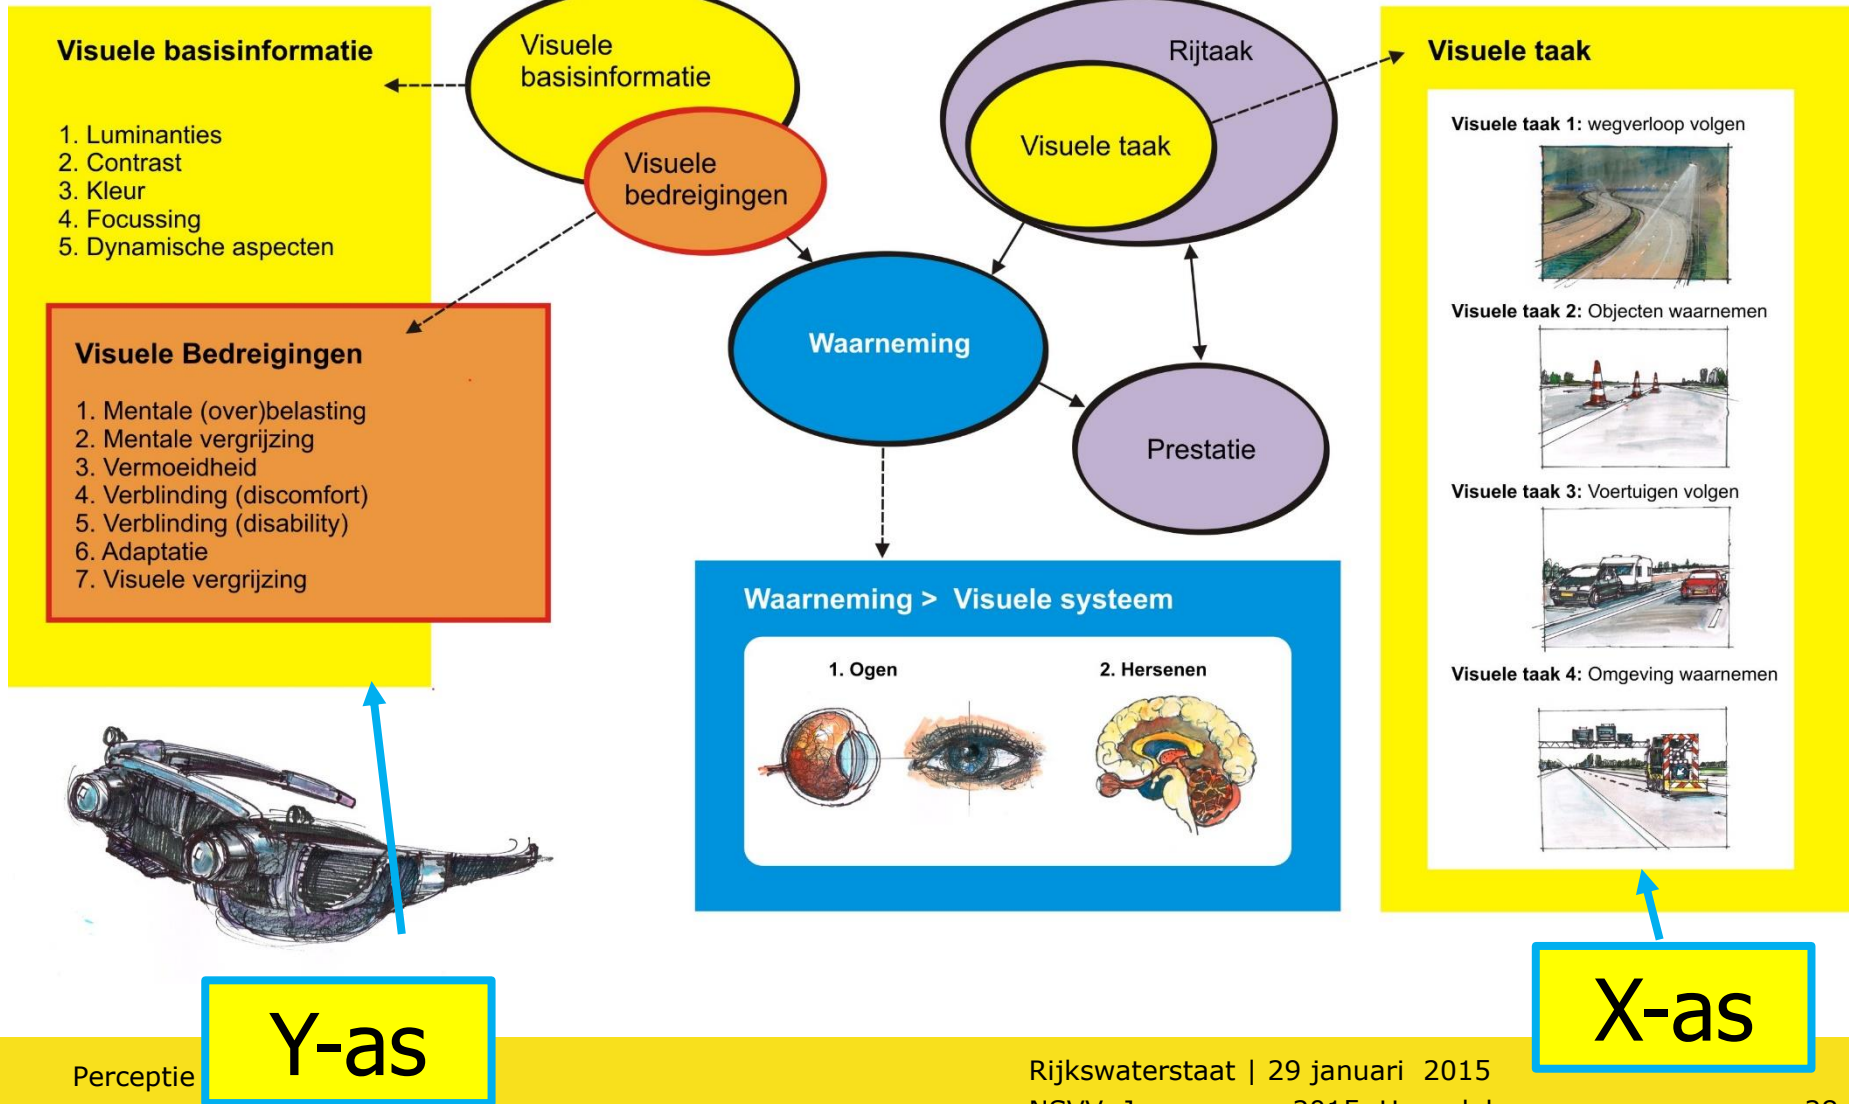 Visuele basisinformatie
1. Luminanties
2. Contrast
3. Kleur
4. Focussing
5. Dynamische aspecten
Visuele Bedreigingen
1. Mentale (over)belasting
2. Mentale vergrijzing
3. Vermoeidheid
4. Verblinding (discomfort)
5. Verblinding (disability)
6. Adaptatie
7. Visuele vergrijzing
Visuele
basisinformatie
Visuele
bedreigingen
Rijtaak
Visuele taak
Waarneming
Prestatie
Waarneming > Visuele systeem
1. Ogen
2. Hersenen
Visuele taak
Visuele taak 1: wegverloop volgen
Visuele taak 2: Objecten waarnemen
Visuele taak 3: Voertuigen volgen
Visuele taak 4: Omgeving waarnemen
Y-as
X-as
Perceptie
Rijkswaterstaat | 29 januari 2015
2015